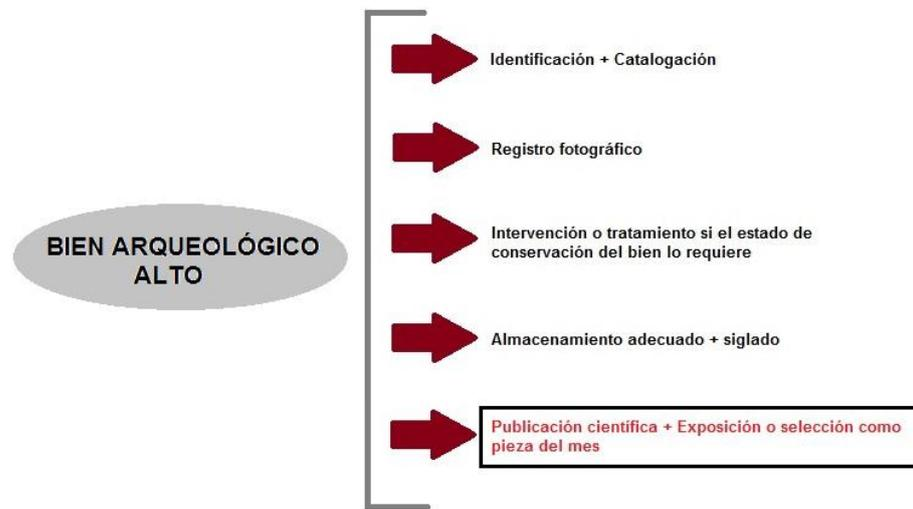 BIEN ARQUEOLÓGICO
ALTO
Identificación + Catalogación
Registro fotográfico
Intervención o tratamiento si el estado de
conservación del bien lo requiere
Almacenamiento adecuado + siglado
Publicación científica + Exposición o selección como
pieza del mes